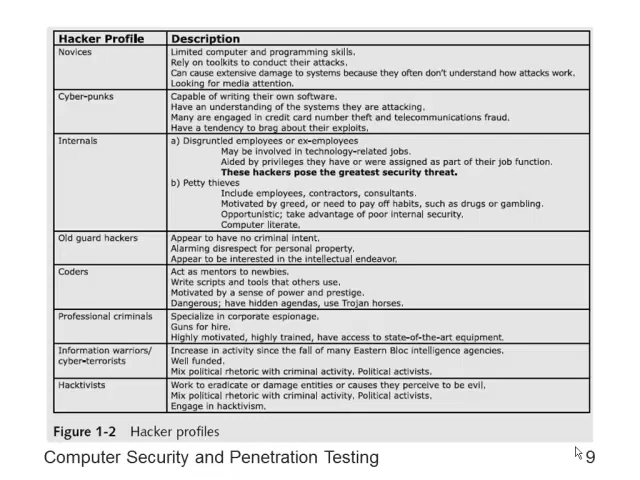 Hacker Profile Description
Novices Limited computer and programming skills.
Rely on toolkits to conduct their attacks.
Can cause extensive damage to systems because they often don't understand how attacks work.
Looking for media attention.
Cyber-punks Capable of writing their own software.
Have an understanding of the systems they are attacking.
Many are engaged in credit card number theft and telecommunications fraud.
Have a tendency to brag about their exploits.
Internals a) Disgruntled employees or ex-employees
May be involved in technology-related jobs.
Aided by privileges they have or were assigned as part of their job function.
These hackers pose the greatest security threat.
b) Petty thieves
Include employees, contractors, consultants.
Motivated by greed, or need to pay off habits, such as drugs or gambling.
Opportunistic; take advantage of poor internal security.
Computer literate.
Old guard hackers Appear to have no criminal intent.
Alarming disrespect for personal property.
Appear to be interested in the intellectual endeavor.
Coders Act as mentors to newbies.
Write scripts and tools that others use.
Motivated by a sense of power and prestige.
Dangerous; have hidden agendas, use Trojan horses.
Professional criminals Specialize in corporate espionage.
Guns for hire.
Highly motivated, highly trained, have access to state-of-the-art equipment.
Information warriors/ Increase in activity since the fall of many Eastern Bloc intelligence agencies.
cyber-terrorists Well funded.
Mix political rhetoric with criminal activity. Political activists.
Hacktivists Work to eradicate or damage entities or causes they perceive to be evil.
Mix political rhetoric with criminal activity. Political activists.
Engage in hacktivism.
Figure 1-2 Hacker profiles
Computer Security and Penetration Testing 9